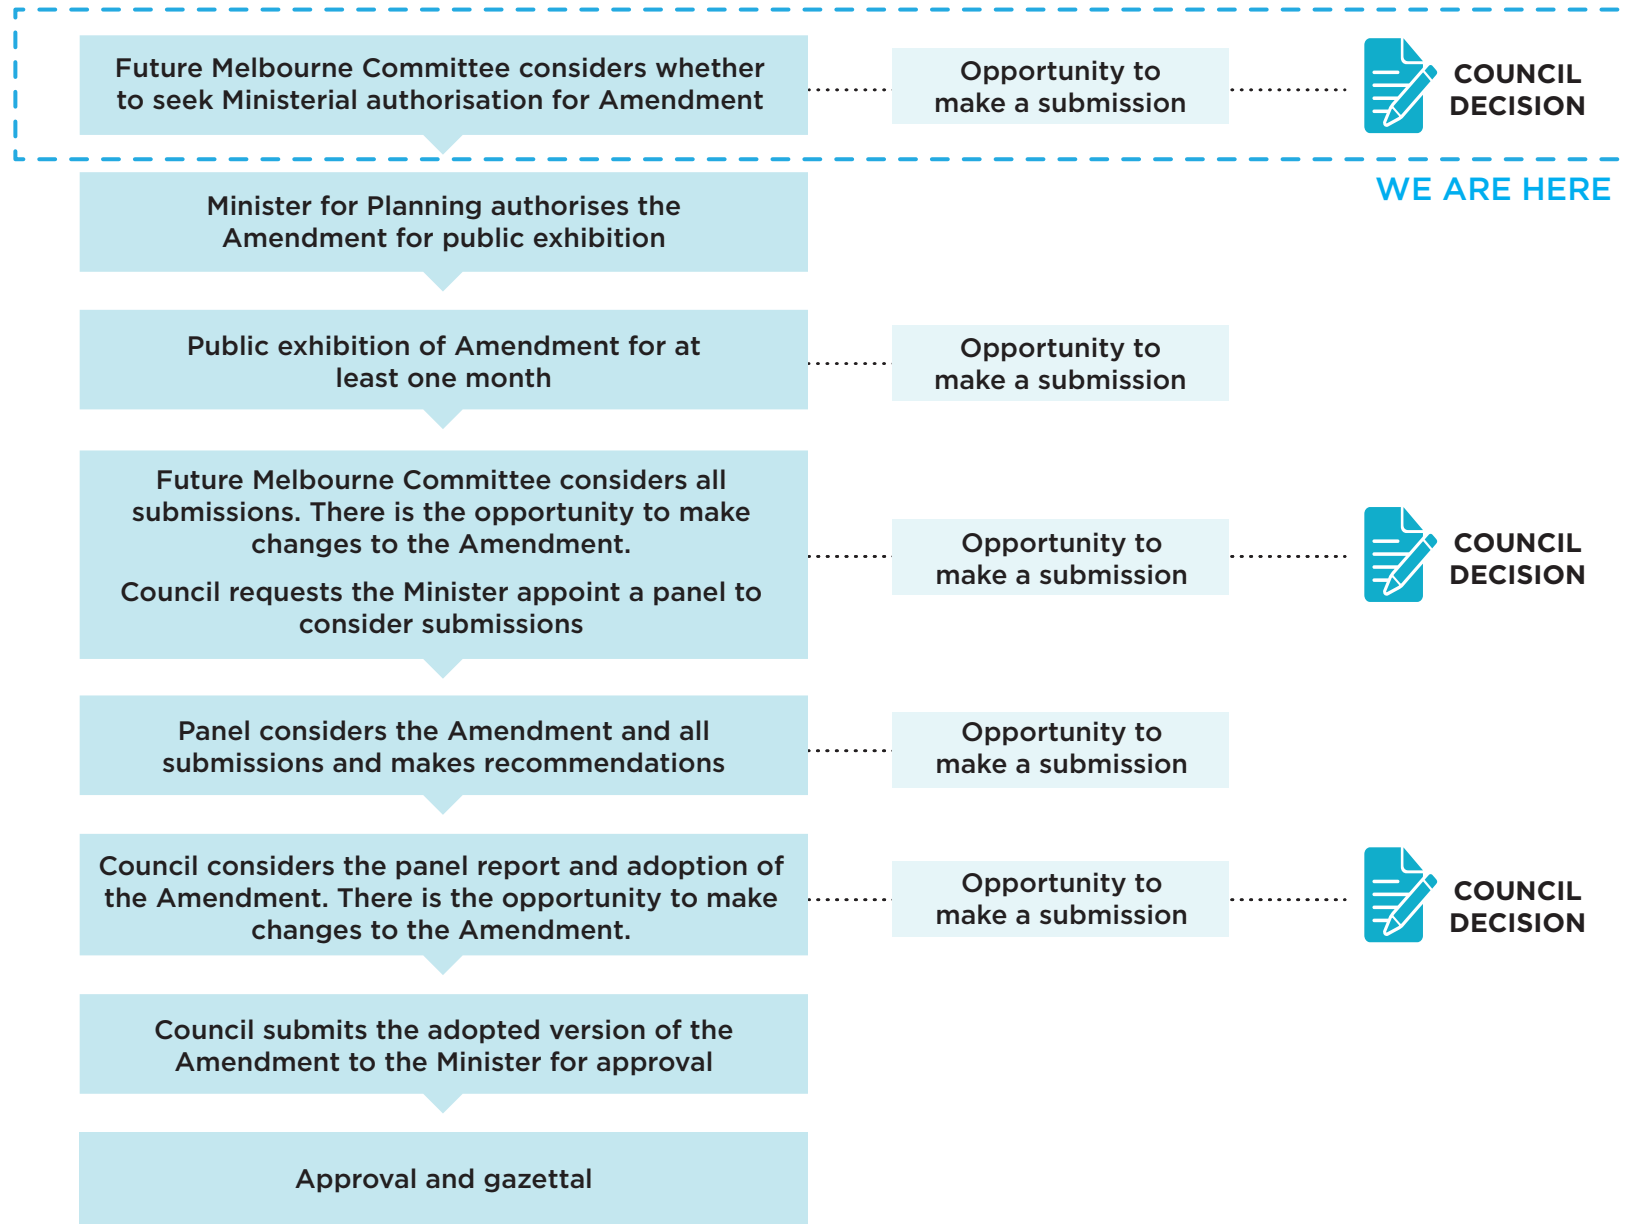 Future Melbourne Committee considers whether
to seek Ministerial authorisation for Amendment
Opportunity to
make a submission
COUNCIL
DECISION
WE ARE HERE
Minister for Planning authorises the
Amendment for public exhibition
Public exhibition of Amendment for at
least one month
Opportunity to
make a submission
Future Melbourne Committee considers all
submissions. There is the opportunity to make
changes to the Amendment.
Council requests the Minister appoint a panel to
consider submissions
Opportunity to
make a submission
COUNCIL
DECISION
Panel considers the Amendment and all
submissions and makes recommendations
Opportunity to
make a submission
Council considers the panel report and adoption of
the Amendment. There is the opportunity to make
changes to the Amendment.
Opportunity to
make a submission
COUNCIL
DECISION
Council submits the adopted version of the
Amendment to the Minister for approval
Approval and gazettal